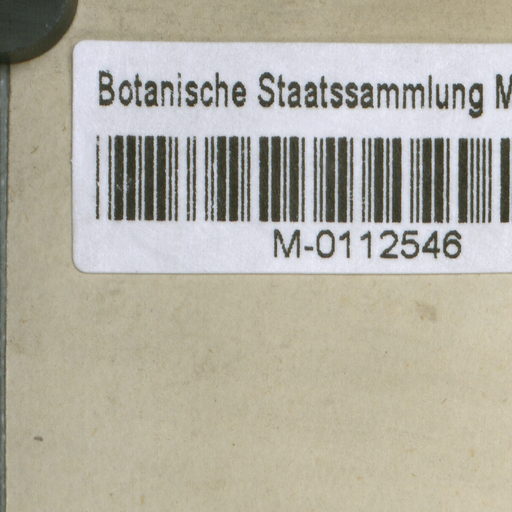 Botanische Staatssammlung M
M-0112546